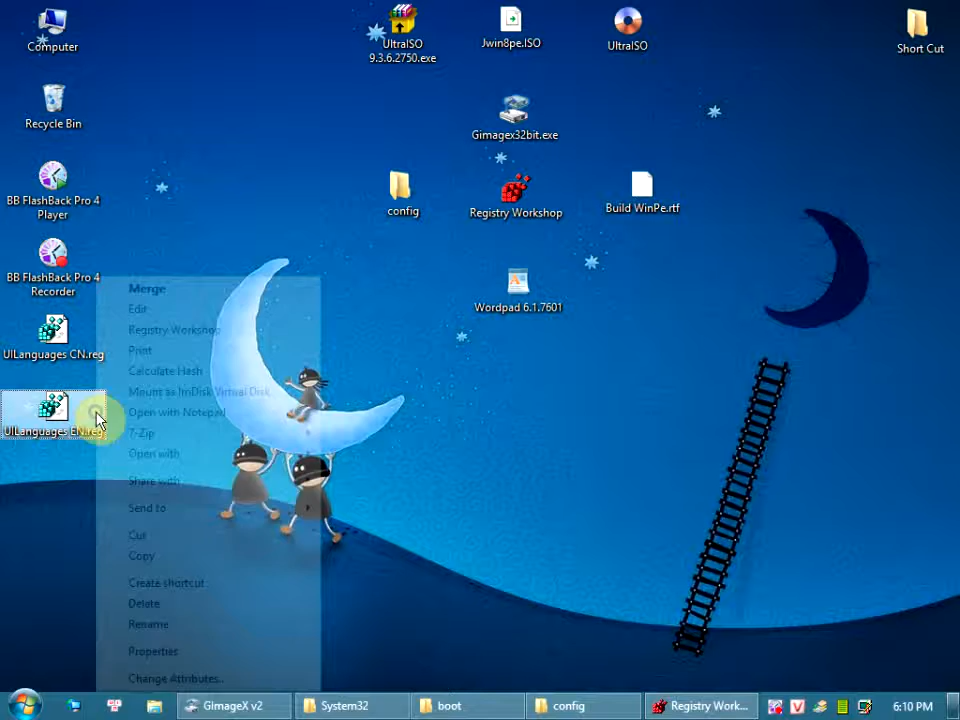 Computer
Recycle Bin
BB FlashBack Pro 4
Player
BB FlashBack Pro 4
Recorder
UILanguages CN.reg
UILanguages EN.reg
UltraISO
9.3.6.2750.exe
Jwin8pe.ISO
UltraISO
Short Cut
Gimagex32bit.exe
config
Registry Workshop
Build WinPe.rtf
Wordpad 6.1.7601
Merge
Edit
Registry Workshop
Print
Calculate Hash
Mount as ImDisk Virtual Disk
Open with Notepad
7-Zip
Open with
Share with
Send to
Cut
Copy
Create shortcut
Delete
Rename
Properties
Change Attributes..
GImageX v2
System32
boot
config
Registry Work...
6:10 PM